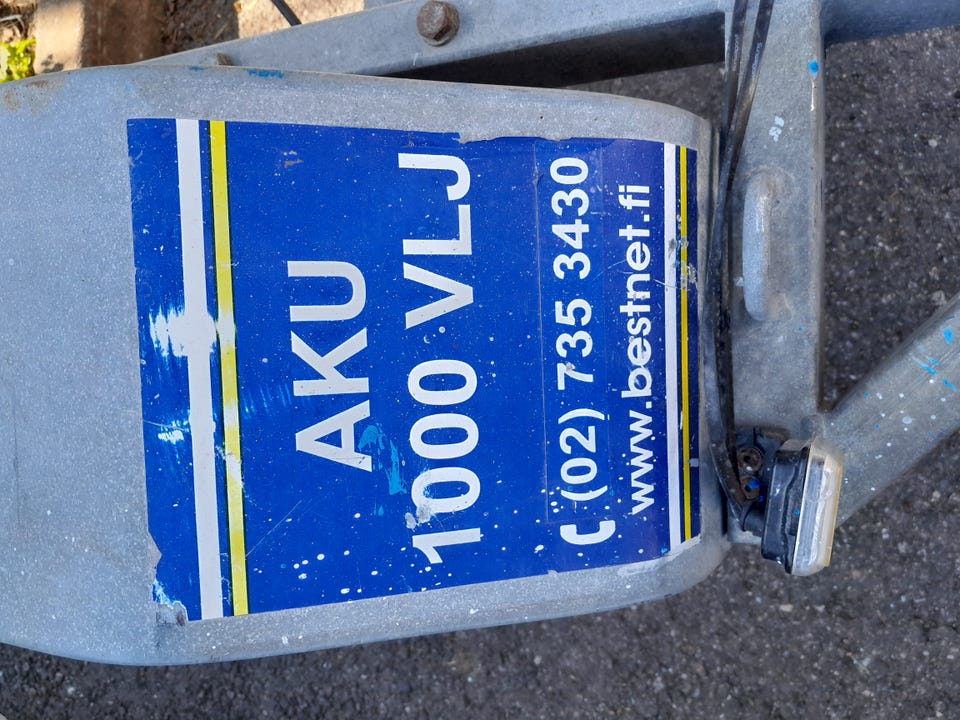 AKU
1000 VLJ
(02) 735 3430
www.bestnet.fi